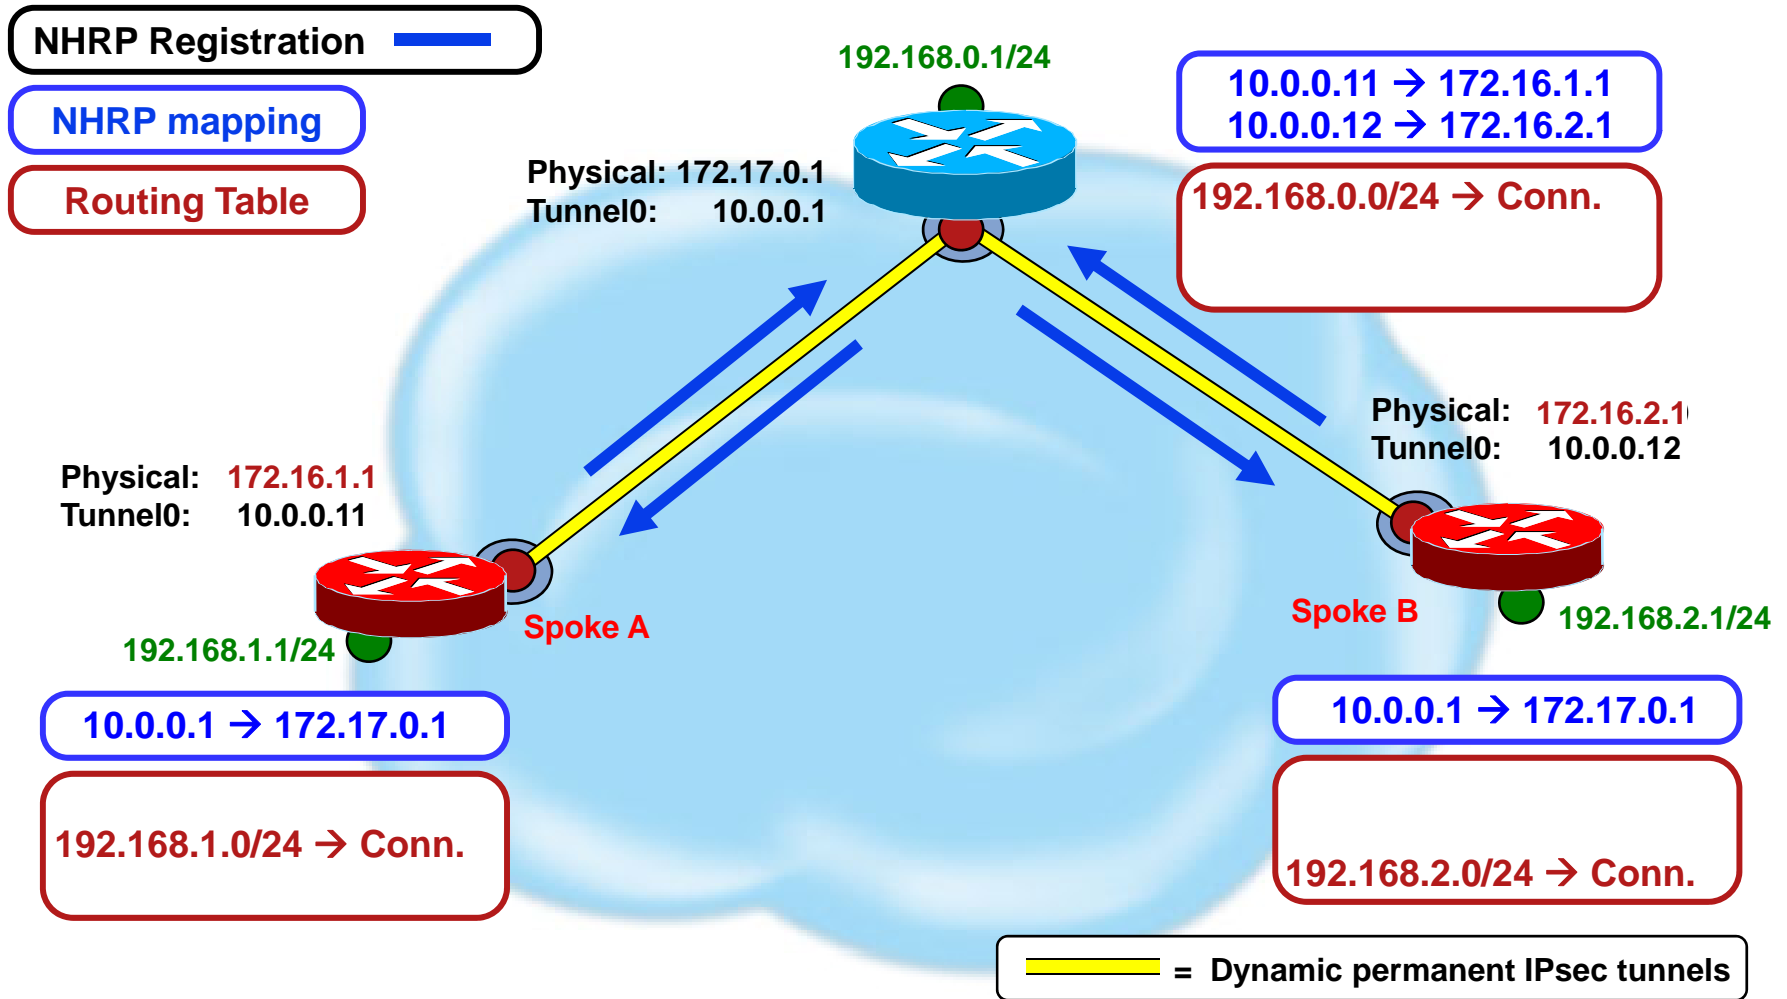 NHRP Registration
NHRP mapping
Routing Table
192.168.0.1/24
Physical: 172.17.0.1
Tunnel0: 10.0.0.1
10.0.0.11 → 172.16.1.1
10.0.0.12 → 172.16.2.1
192.168.0.0/24 → Conn.
Physical: 172.16.1.1
Tunnel0: 10.0.0.11
Spoke A
192.168.1.1/24
10.0.0.1 → 172.17.0.1
192.168.1.0/24 → Conn.
Physical: 172.16.2.1
Tunnel0: 10.0.0.12
Spoke B
192.168.2.1/24
10.0.0.1 → 172.17.0.1
192.168.2.0/24 → Conn.
= Dynamic permanent IPsec tunnels